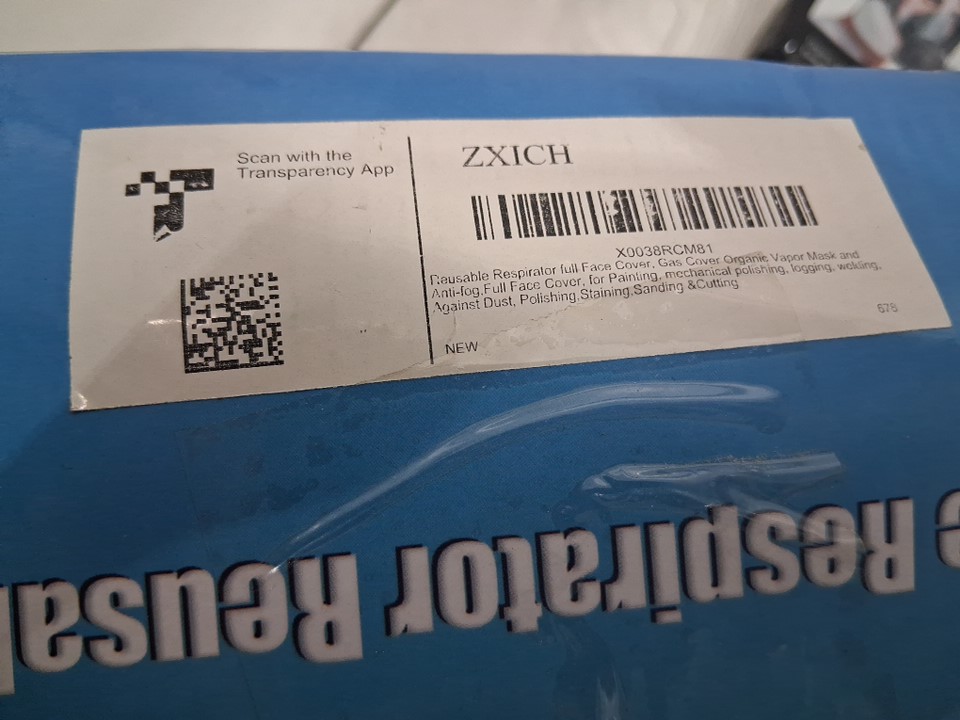 Scan with the
Transparency App
ZXICH
X0038RCM81
Reusable Respirator full Face Cover, Gas Cover Organic Vapor Mask and
Anti-fog,Full Face Cover, for Painting, mechanical polishing, logging, welding,
Against Dust, Polishing,Staining,Sanding &Cutting
678
NEW
Respirator Reusa